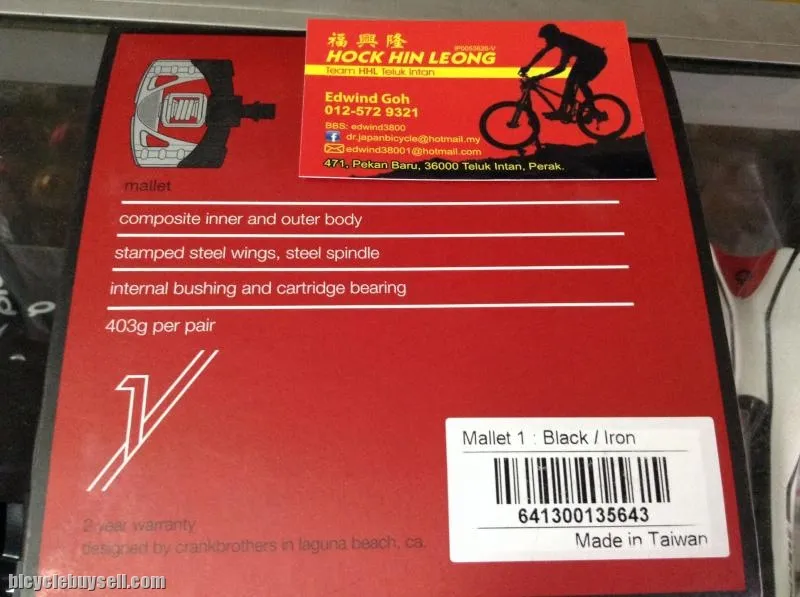 福興隆
IP0053620-V
HOCK HIN LEONG
Team HHL Teluk Intan
Edwind Goh
012-572 9321
BBS: edwind3800
dr.japanbicycle@hotmail.my
edwind38001@hotmail.com
471, Pekan Baru, 36000 Teluk Intan, Perak.
mallet
composite inner and outer body
stamped steel wings, steel spindle
internal bushing and cartridge bearing
403g per pair
1
Mallet 1 : Black / Iron
641300135643
Made in Taiwan
2 year warranty
designed by crankbrothers in laguna beach, ca.
bicyclebuysell.com